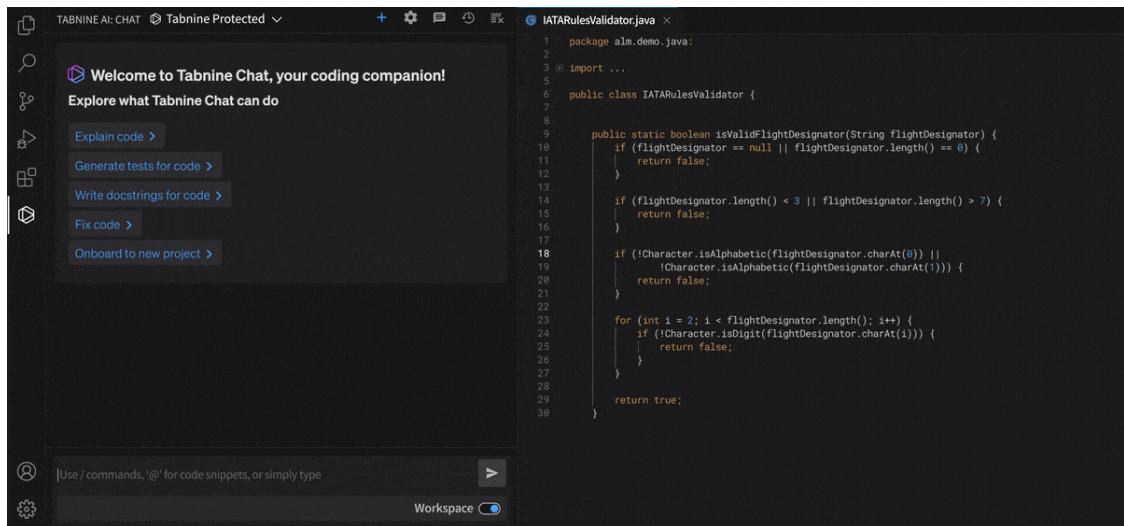 TABNINE AI: CHAT Tabnine Protected
Welcome to Tabnine Chat, your coding companion!
Explore what Tabnine Chat can do
Explain code >
Generate tests for code >
Write docstrings for code >
Fix code >
Onboard to new project >
Use / commands, '@' for code snippets, or simply type
Workspace
IATARulesValidator.java ×
1 package alm.demo.java:
2
3 import ...
5
6 public class IATARulesValidator {
7
8
9 public static boolean isValidFlightDesignator(String flightDesignator) {
10 if (flightDesignator == null || flightDesignator.length() == 0) {
11 return false;
12 }
13
14 if (flightDesignator.length() < 3 || flightDesignator.length() > 7) {
15 return false;
16 }
17
18 if (!Character.isAlphabetic(flightDesignator.charAt(0)) ||
19 !Character.isAlphabetic(flightDesignator.charAt(1))) {
20 return false;
21 }
22
23 for (int i = 2; i < flightDesignator.length(); i++) {
24 if (!Character.isDigit(flightDesignator.charAt(i))) {
25 return false;
26 }
27 }
28
29 return true;
30 }